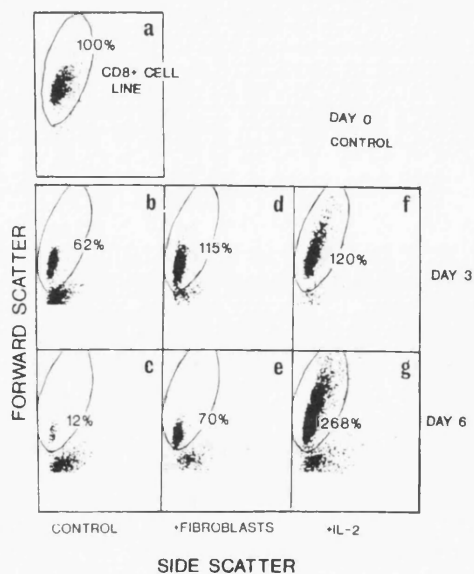 a
100%
CD8+ CELL
LINE
DAY 0
CONTROL
FORWARD SCATTER
b
62%
d
115%
f
120%
DAY 3
c
12%
e
70%
g
268%
DAY 6
CONTROL
+FIBROBLASTS
+IL-2
SIDE SCATTER